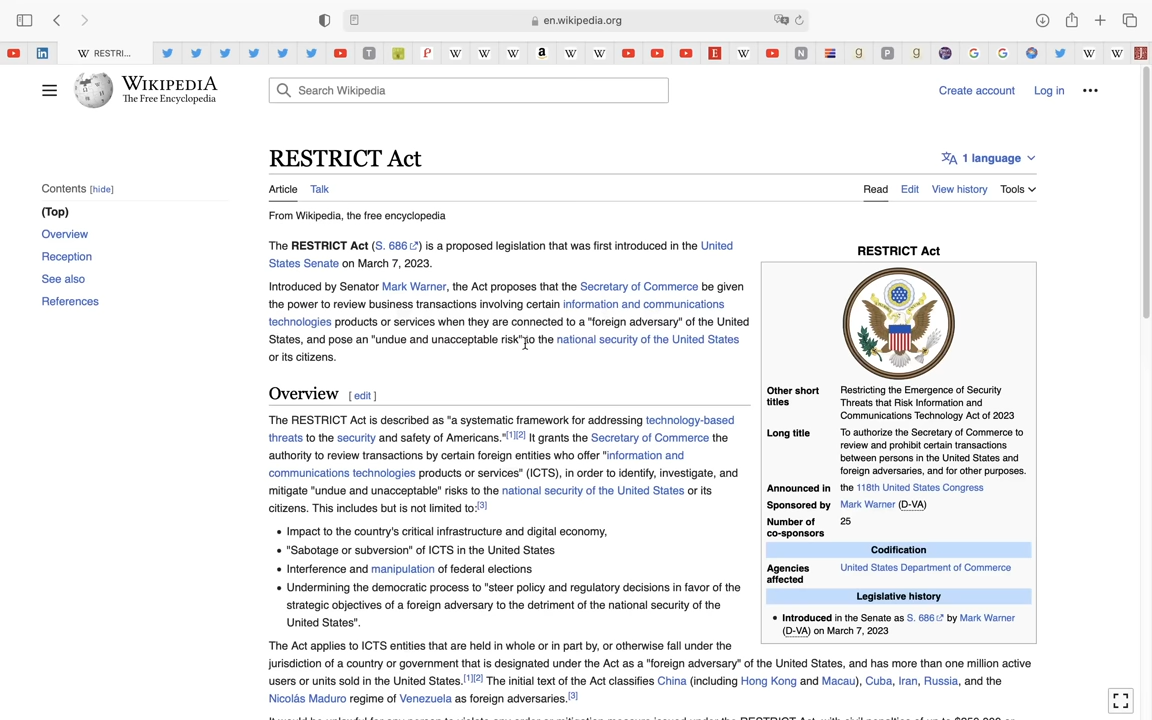 en.wikipedia.org
RESTRI...
WIKIPEDIA
The Free Encyclopedia
Search Wikipedia
Create account
Log in
RESTRICT Act
1 language
Contents [hide]
(Top)
Overview
Reception
See also
References
Article
Talk
Read
Edit
View history
Tools
From Wikipedia, the free encyclopedia
The RESTRICT Act (S. 686) is a proposed legislation that was first introduced in the United
States Senate on March 7, 2023.
Introduced by Senator Mark Warner, the Act proposes that the Secretary of Commerce be given
the power to review business transactions involving certain information and communications
technologies products or services when they are connected to a "foreign adversary" of the United
States, and pose an "undue and unacceptable risk" to the national security of the United States
or its citizens.
Overview [ edit ]
The RESTRICT Act is described as "a systematic framework for addressing technology-based
threats to the security and safety of Americans."[1][2] It grants the Secretary of Commerce the
authority to review transactions by certain foreign entities who offer "information and
communications technologies products or services" (ICTS), in order to identify, investigate, and
mitigate "undue and unacceptable" risks to the national security of the United States or its
citizens. This includes but is not limited to:[3]
• Impact to the country's critical infrastructure and digital economy,
• "Sabotage or subversion" of ICTS in the United States
• Interference and manipulation of federal elections
• Undermining the democratic process to "steer policy and regulatory decisions in favor of the
strategic objectives of a foreign adversary to the detriment of the national security of the
United States".
The Act applies to ICTS entities that are held in whole or in part by, or otherwise fall under the
jurisdiction of a country or government that is designated under the Act as a "foreign adversary" of the United States, and has more than one million active
users or units sold in the United States.[1][2] The initial text of the Act classifies China (including Hong Kong and Macau), Cuba, Iran, Russia, and the
Nicolás Maduro regime of Venezuela as foreign adversaries.[3]
RESTRICT Act
Other short titles
Restricting the Emergence of Security
Threats that Risk Information and
Communications Technology Act of 2023
Long title
To authorize the Secretary of Commerce to
review and prohibit certain transactions
between persons in the United States and
foreign adversaries, and for other purposes.
Announced in the 118th United States Congress
Sponsored by Mark Warner (D-VA)
Number of co-sponsors 25
Codification
Agencies affected United States Department of Commerce
Legislative history
• Introduced in the Senate as S. 686 by Mark Warner
(D-VA) on March 7, 2023